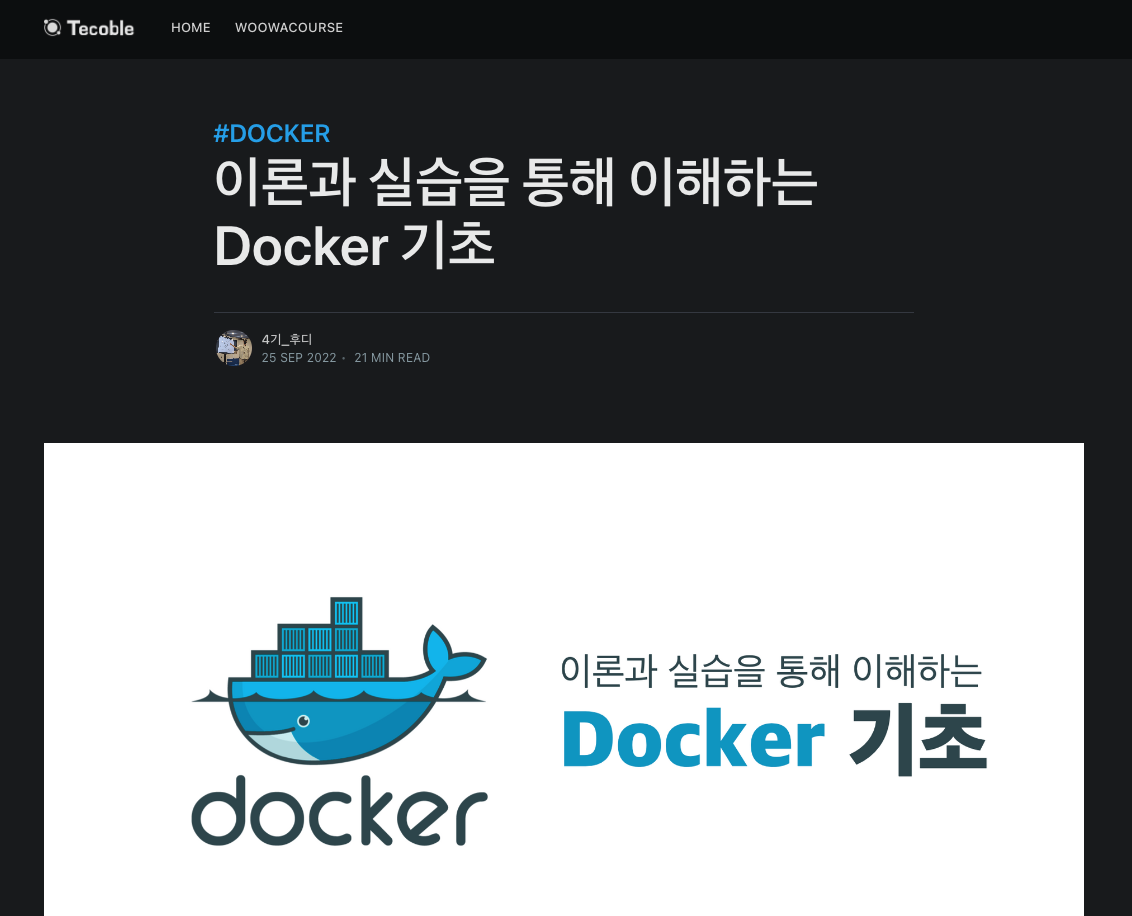 Tecoble HOME WOOWACOURSE
#DOCKER
이론과 실습을 통해 이해하는
Docker 기초
4기_후디
25 SEP 2022 • 21 MIN READ
이론과 실습을 통해 이해하는
Docker 기초
docker